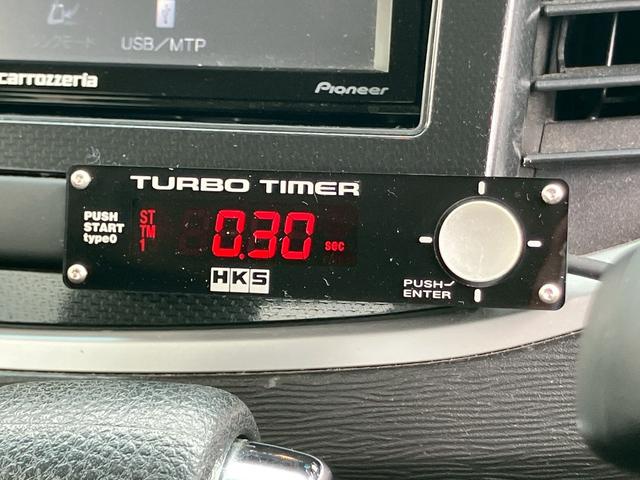 USB/MTP
carrozzeria
Pioneer
TURBO TIMER
PUSH
START
type0
ST
TM
1
0.30 sec
HKS
PUSH
ENTER